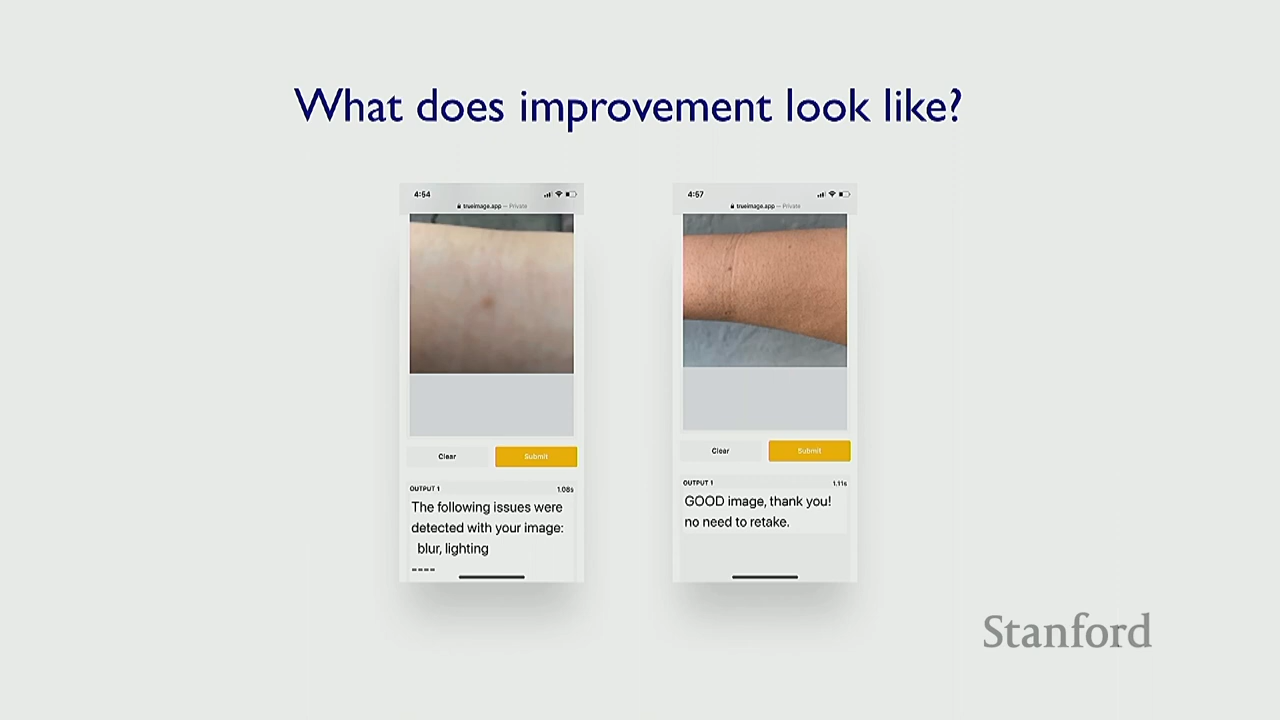 What does improvement look like?
4:54
trueimage.app — Private
Clear
Submit
OUTPUT 1
1.08s
The following issues were
detected with your image:
blur, lighting
----
4:57
trueimage.app — Private
Clear
Submit
OUTPUT 1
1.11s
GOOD image, thank you!
no need to retake.
Stanford